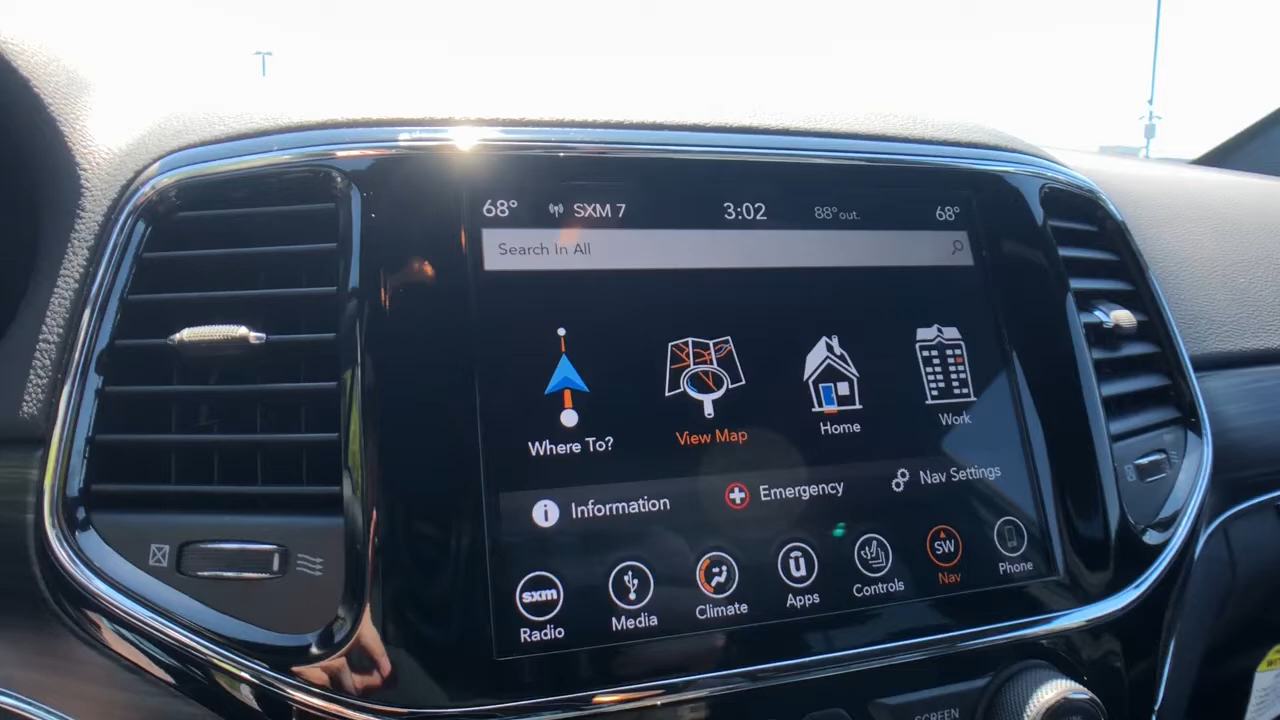 68° SXM 7 3:02 88° out. 68°
Search In All
Where To? View Map Home Work
i Information Emergency Nav Settings
sxm SW
Radio Media Climate Apps Controls Nav Phone
SCREEN